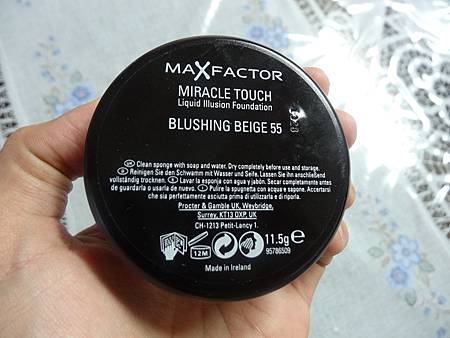 MAXFACTOR
MIRACLE TOUCH
Liquid Illusion Foundation
BLUSHING BEIGE 55
GB Clean sponge with soap and water. Dry completely before use and storage.
D Reinigen Sie den Schwamm mit Wasser und Seife. Lassen Sie ihn anschließend
vollständig trocknen. E Lavar la esponja con agua y jabón. Secar completamente antes
de guardarla o usarla de nuevo. I Pulire la spugnetta con acqua e sapone. Accertarsi
che sia perfettamente asciutta prima di utilizzarla e di riporla.
Procter & Gamble UK, Weybridge,
Surrey, KT13 0XP, UK
CH-1213 Petit-Lancy 1.
12M
11.5g e
95786509
Made in Ireland